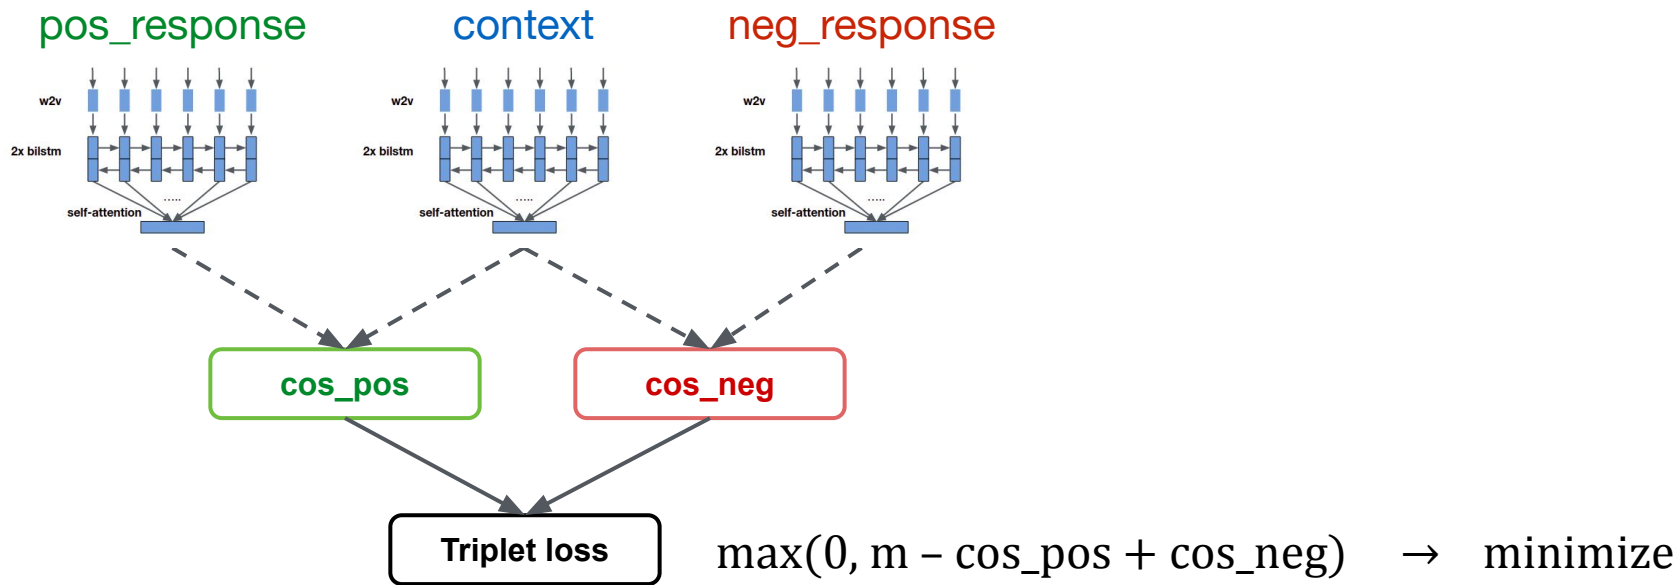 pos_response
context
neg_response
w2v
w2v
w2v
2x bilstm
2x bilstm
2x bilstm
.....
.....
.....
self-attention
self-attention
self-attention
cos_pos
cos_neg
Triplet loss
max(0, m – cos_pos + cos_neg) → minimize